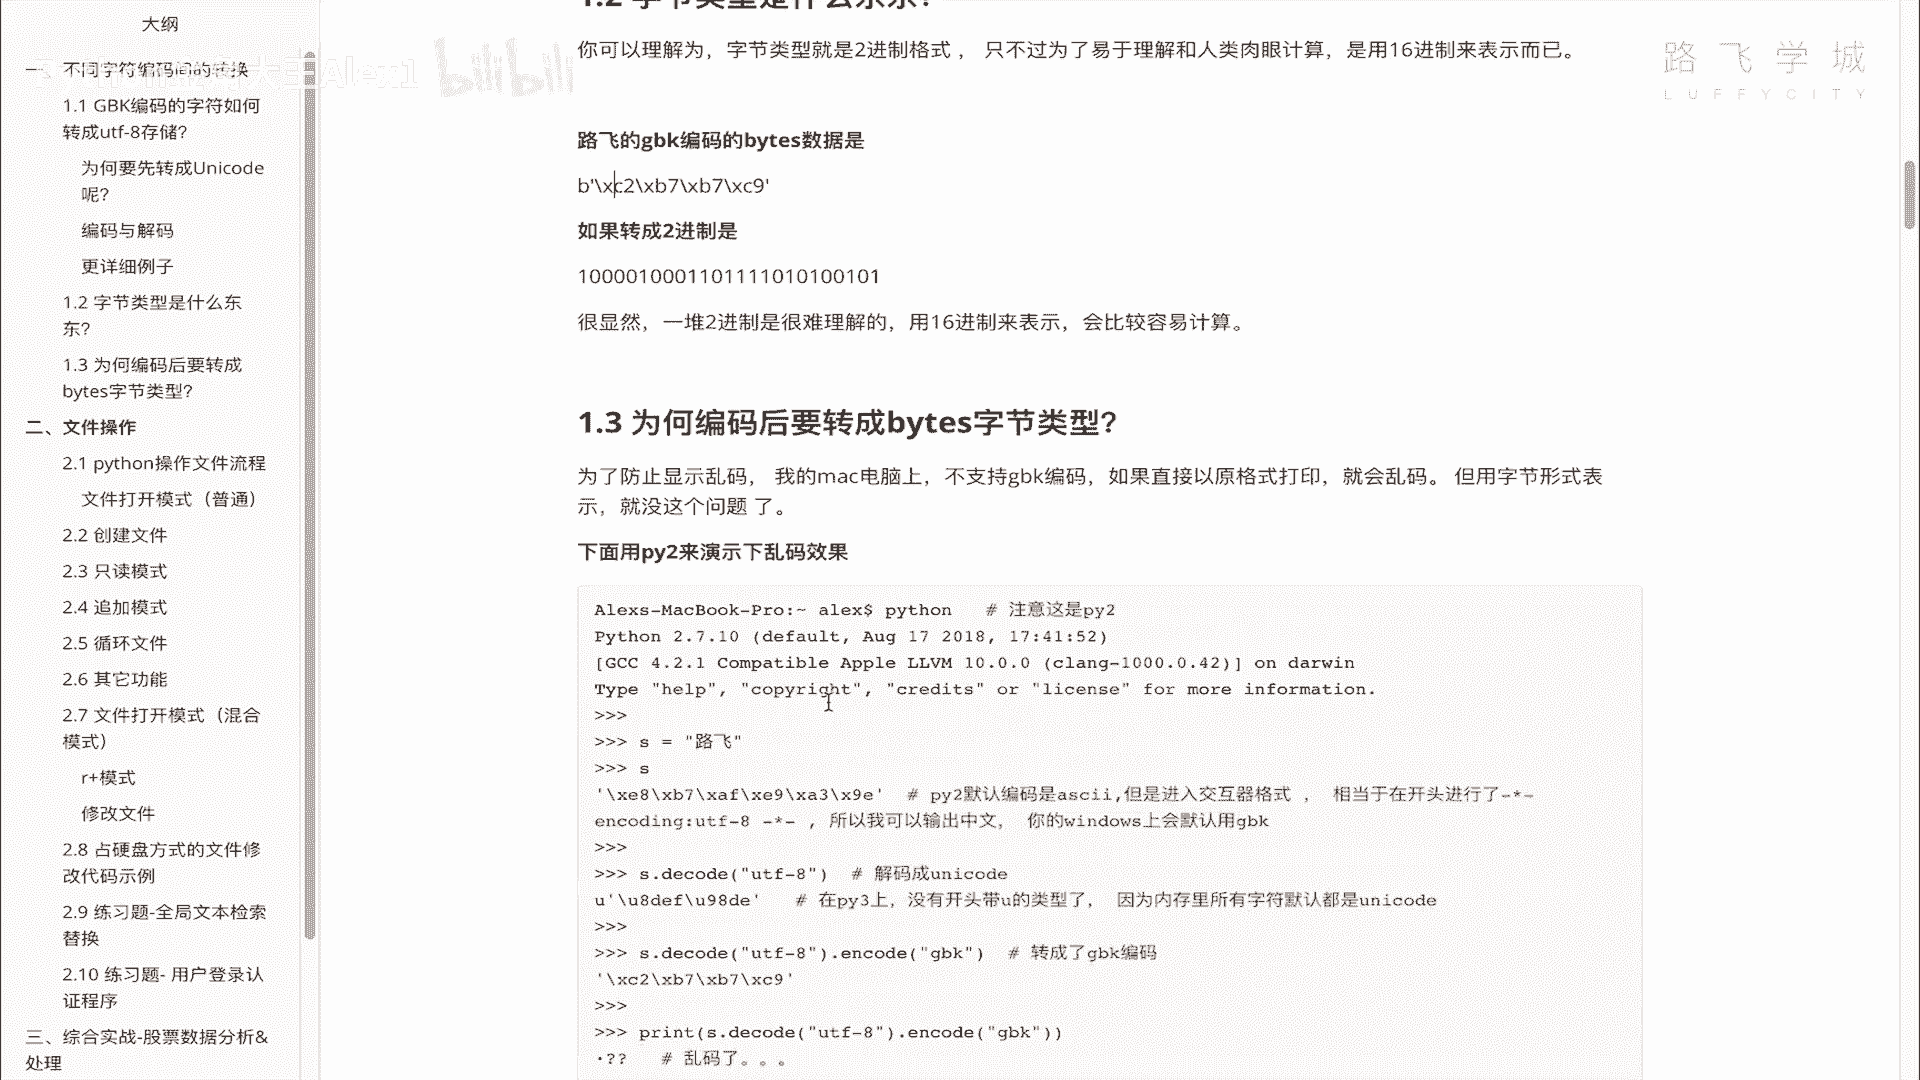 大纲
一、不同字符编码间的转换
1.1 GBK编码的字符如何
转成utf-8存储？
为何要先转成Unicode
呢？
编码与解码
更详细例子
1.2 字节类型是什么东
东？
1.3 为何编码后要转成
bytes字节类型？
二、文件操作
2.1 python操作文件流程
文件打开模式（普通）
2.2 创建文件
2.3 只读模式
2.4 追加模式
2.5 循环文件
2.6 其它功能
2.7 文件打开模式（混合
模式）
r+模式
修改文件
2.8 占硬盘方式的文件修
改代码示例
2.9 练习题-全局文本检索
替换
2.10 练习题- 用户登录认
证程序
三、综合实战-股票数据分析&
处理
Alex1
bilibili
路飞学城
LUFFYCITY
1.2 字节类型是什么东东？
你可以理解为，字节类型就是2进制格式 ， 只不过为了易于理解和人类肉眼计算，是用16进制来表示而已。
路飞的gbk编码的bytes数据是
b'\xc2\xb7\xb7\xc9'
如果转成2进制是
1000010001101111010100101
很显然，一堆2进制是很难理解的，用16进制来表示，会比较容易计算。
1.3 为何编码后要转成bytes字节类型？
为了防止显示乱码， 我的mac电脑上，不支持gbk编码，如果直接以原格式打印，就会乱码。 但用字节形式表
示，就没这个问题 了。
下面用py2来演示下乱码效果
Alexs-MacBook-Pro:~ alex$ python   # 注意这是py2
Python 2.7.10 (default, Aug 17 2018, 17:41:52)
[GCC 4.2.1 Compatible Apple LLVM 10.0.0 (clang-1000.0.42)] on darwin
Type "help", "copyright", "credits" or "license" for more information.
>>>
>>> s = "路飞"
>>> s
'\xe8\xb7\xaf\xe9\xa3\x9e'  # py2默认编码是ascii,但是进入交互器格式 ， 相当于在开头进行了-*-
encoding:utf-8 -*- ，所以我可以输出中文， 你的windows上会默认用gbk
>>>
>>> s.decode("utf-8")  # 解码成unicode
u'\u8def\u98de'   # 在py3上，没有开头带u的类型了， 因为内存里所有字符默认都是unicode
>>>
>>> s.decode("utf-8").encode("gbk")  # 转成了gbk编码
'\xc2\xb7\xb7\xc9'
>>>
>>> print(s.decode("utf-8").encode("gbk"))
·??   # 乱码了。。。